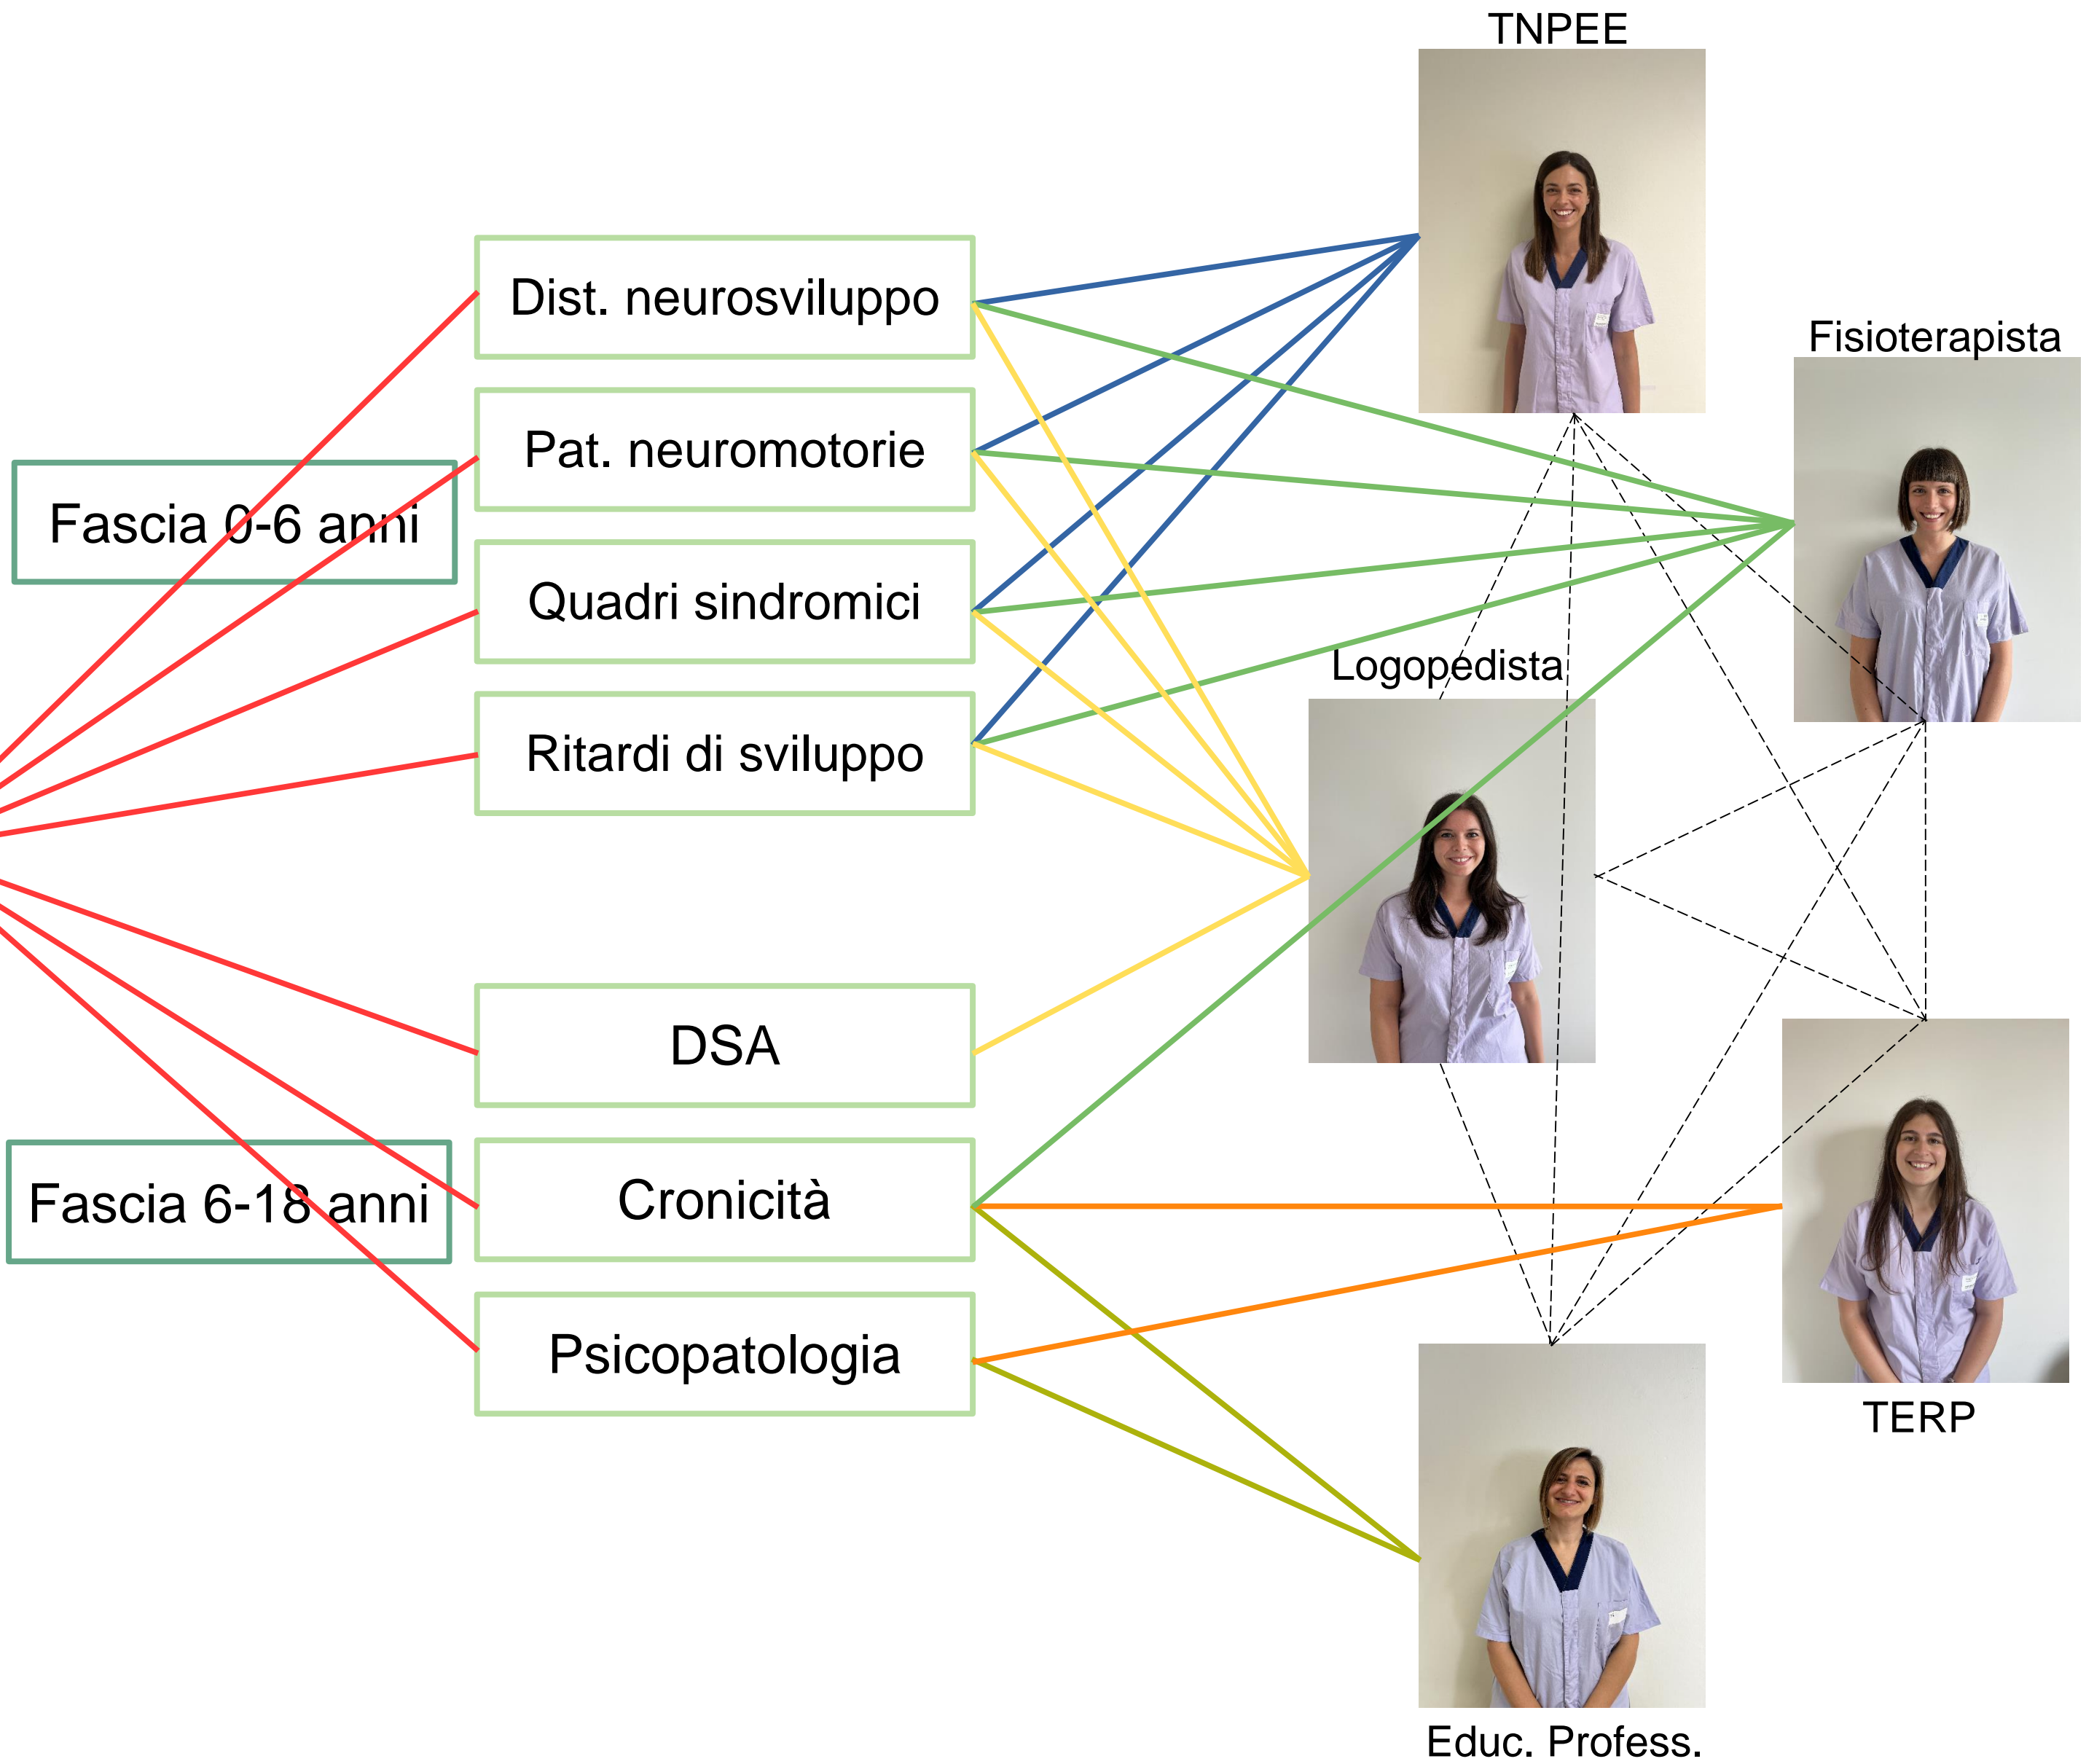 TNPEE
Fisioterapista
Dist. neurosviluppo
Pat. neuromotorie
Fascia 0-6 anni
Quadri sindromici
Logopedista
Ritardi di sviluppo
DSA
Cronicità
Fascia 6-18 anni
Psicopatologia
TERP
Educ. Profess.